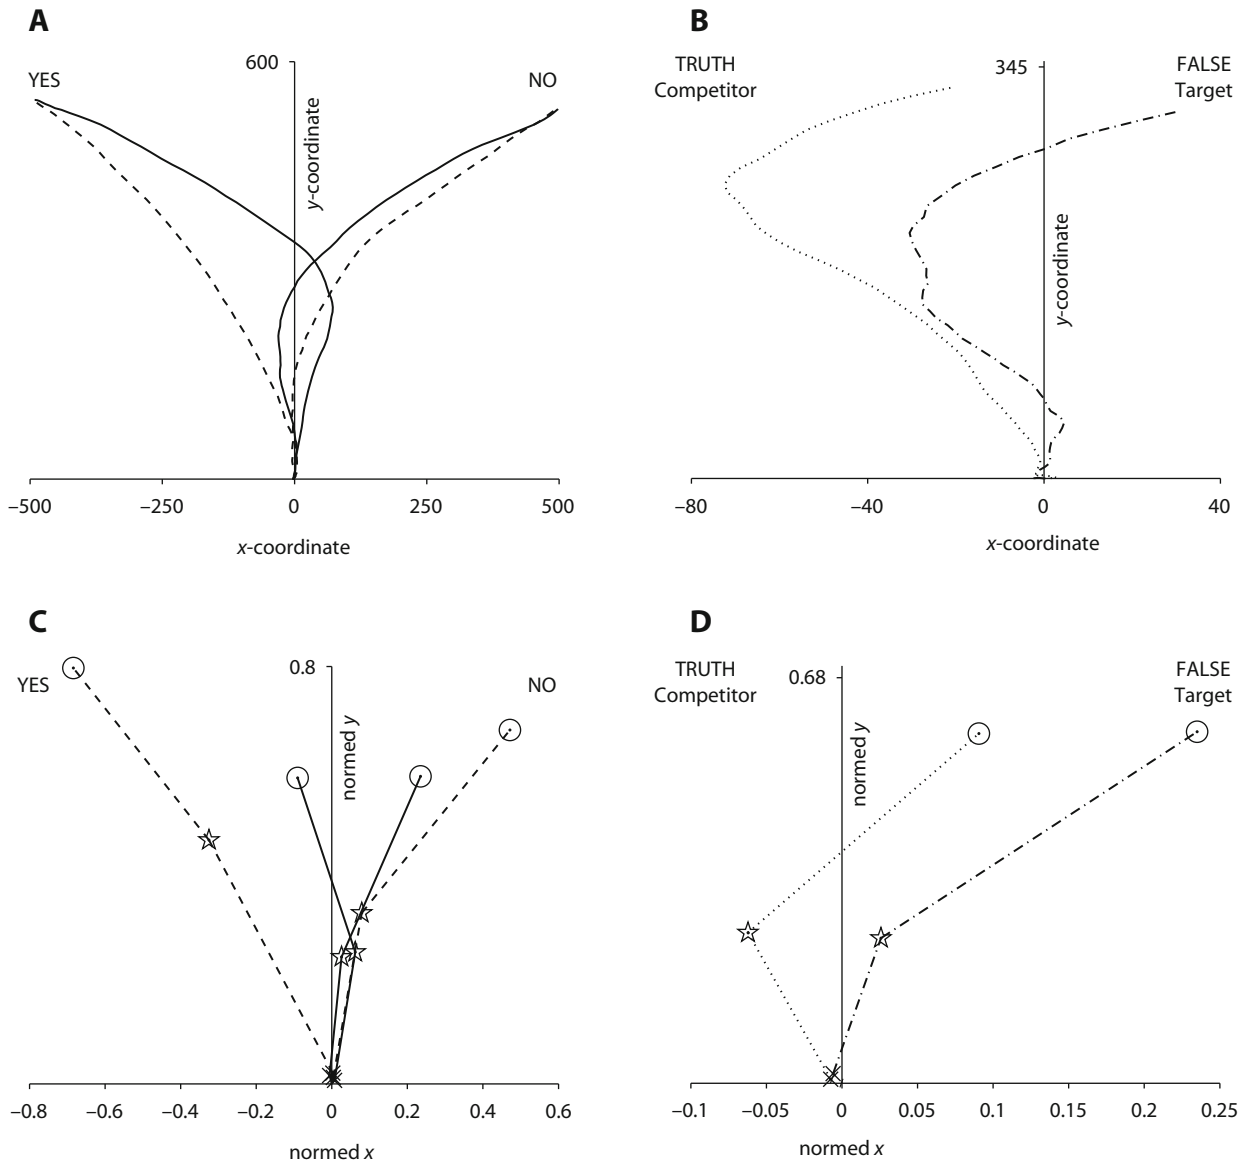 A
600
YES
NO
y-coordinate
–500
–250
0
250
500
x-coordinate
B
TRUTH
Competitor
345
FALSE
Target
y-coordinate
–80
–40
0
40
x-coordinate
C
0.8
YES
NO
normed y
–0.8
–0.6
–0.4
–0.2
0
0.2
0.4
0.6
normed x
D
TRUTH
Competitor
0.68
FALSE
Target
normed y
–0.1
–0.05
0
0.05
0.1
0.15
0.2
0.25
normed x